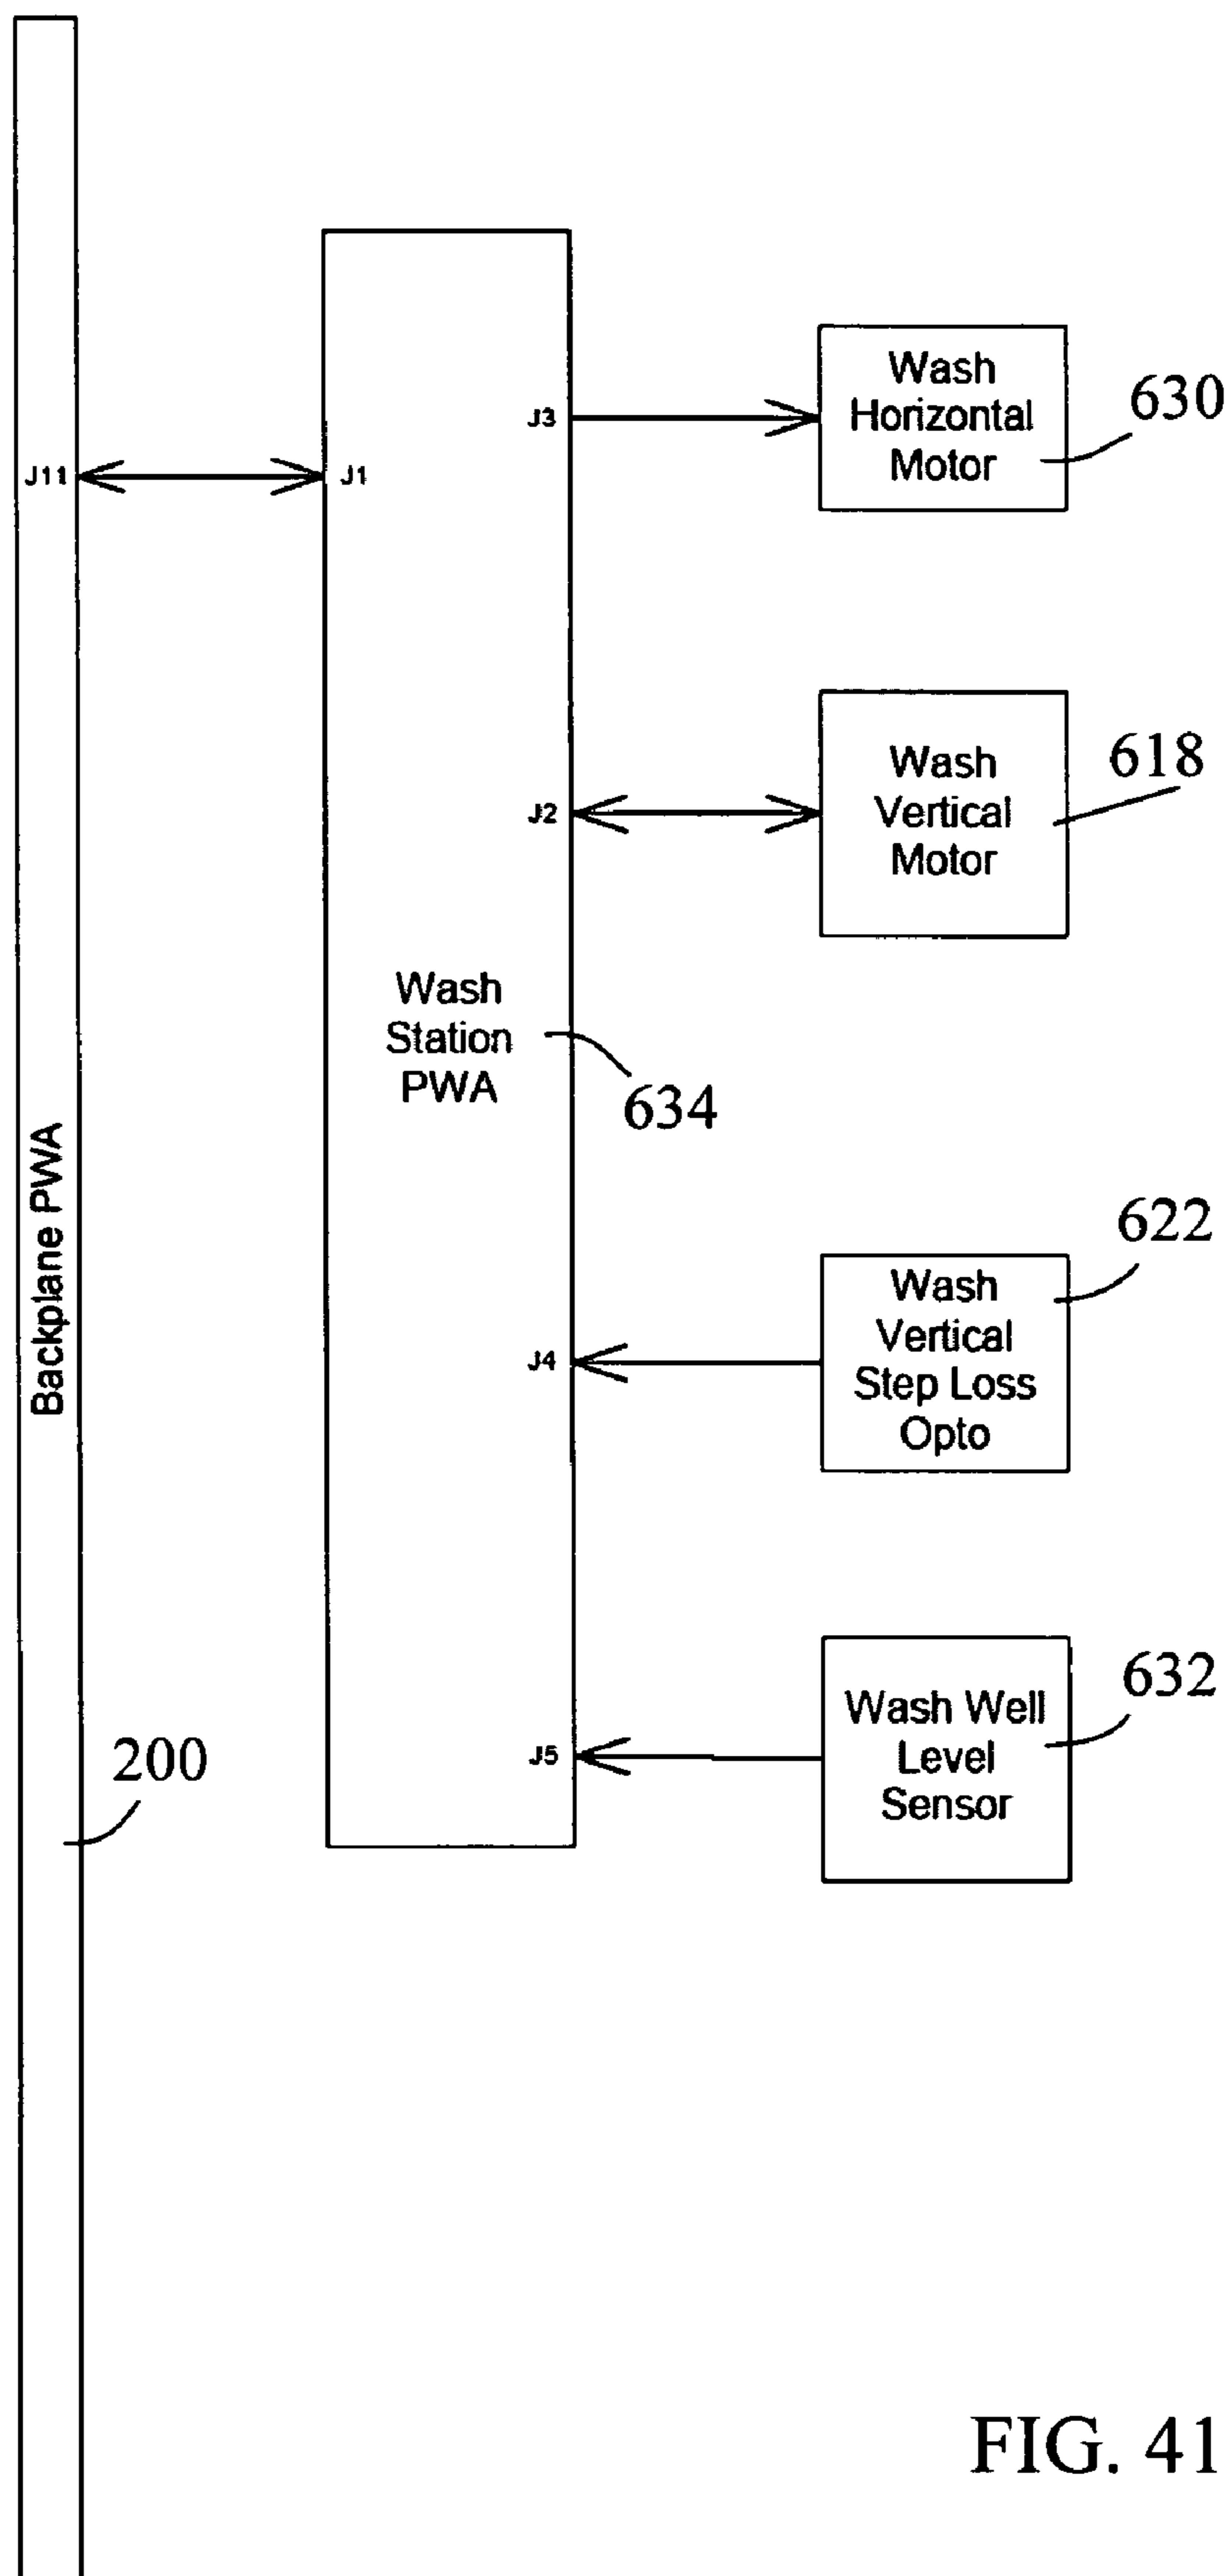 Wash
Horizontal
Motor
630
J3
J11
J1
Wash
Vertical
Motor
618
J2
Wash
Station
PWA
634
Backplane PWA
622
Wash
Vertical
Step Loss
Opto
J4
632
Wash Well
Level
Sensor
J5
200
FIG. 41